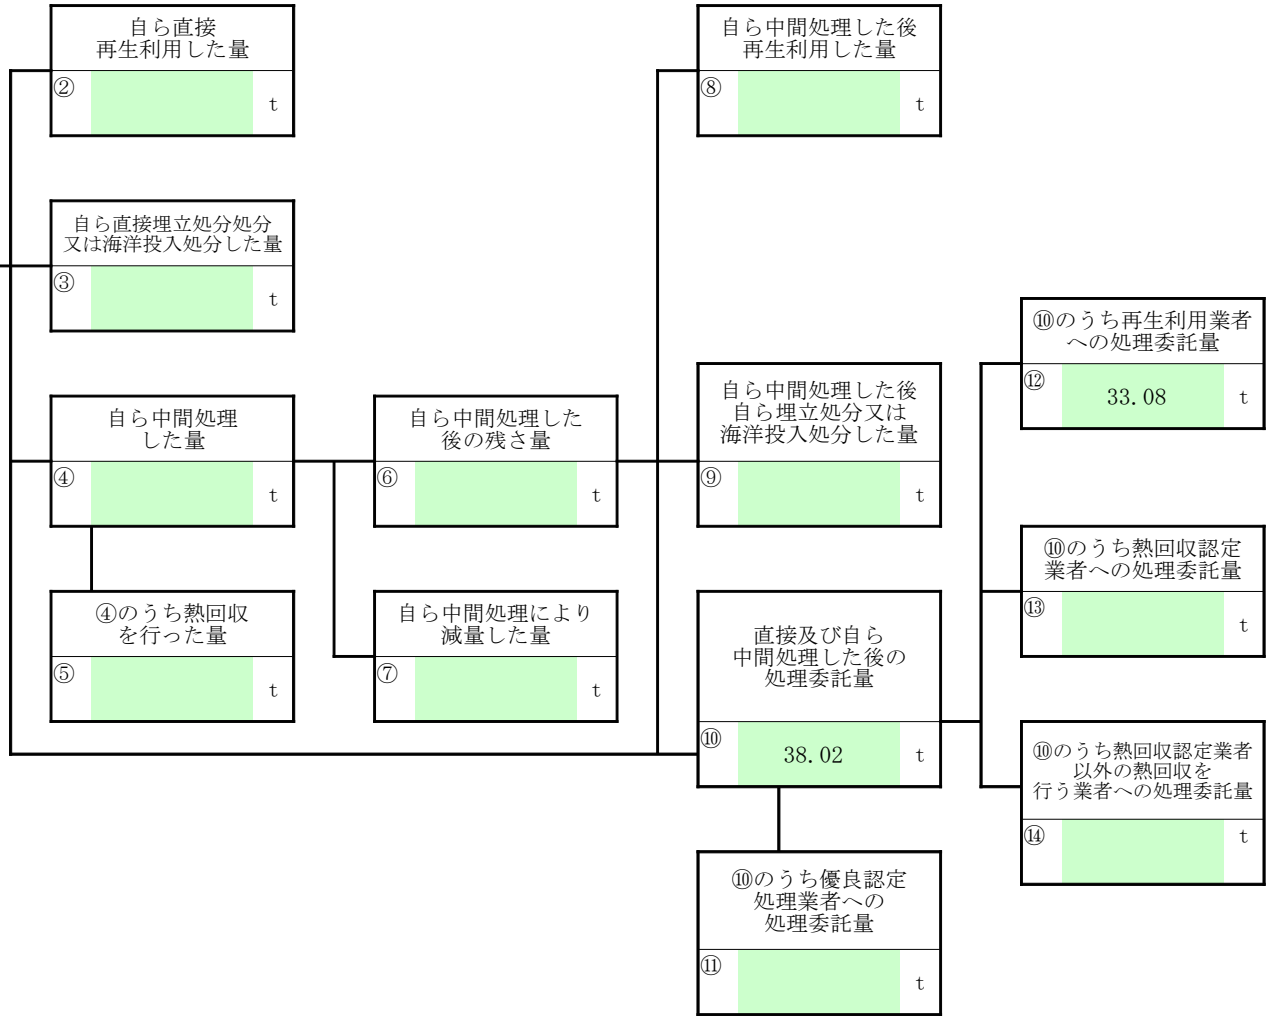 自ら直接
再生利用した量
②
t
自ら中間処理した後
再生利用した量
⑧
t
自ら直接埋立処分処分
又は海洋投入処分した量
③
t
⑩のうち再生利用業者
への処理委託量
⑫
33.08
t
自ら中間処理
した量
④
t
自ら中間処理した
後の残さ量
⑥
t
自ら中間処理した後
自ら埋立処分又は
海洋投入処分した量
⑨
t
⑩のうち熱回収認定
業者への処理委託量
⑬
t
④のうち熱回収
を行った量
⑤
t
自ら中間処理により
減量した量
⑦
t
直接及び自ら
中間処理した後の
処理委託量
⑩
38.02
t
⑩のうち熱回収認定業者
以外の熱回収を
行う業者への処理委託量
⑭
t
⑩のうち優良認定
処理業者への
処理委託量
⑪
t